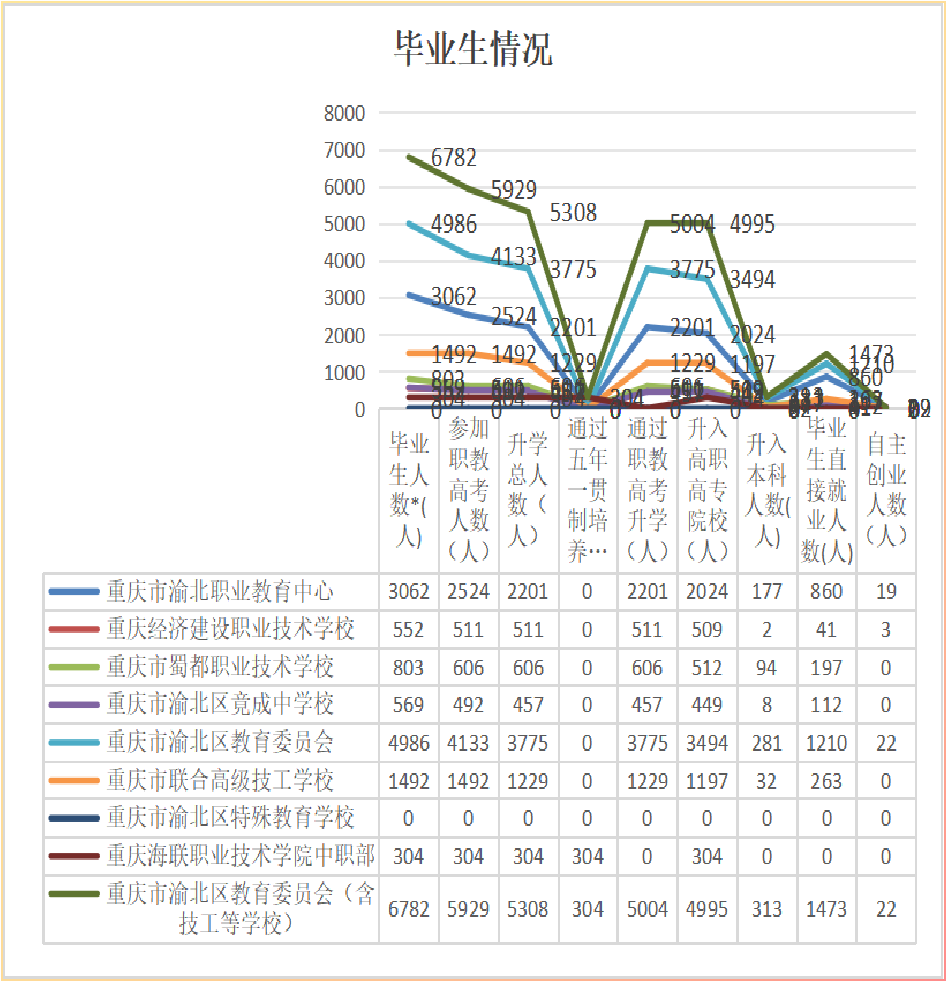 毕业生情况
8000
7000
6000
5000
4000
3000
2000
1000
0
6782
5929
5308
5004
4995
4986
4133
3775
3775
3494
3062
2524
2201
2201
2024
1492
1492
1229
1229
1197
1473
1210
860
毕业
生人
数*(
人)
参加
职教
高考
人数
（人）
升学
总人
数（
人）
通过
五年
一贯
制培
养…
通过
职教
高考
升学
（人）
升入
高职
高专
院校
（人）
升入
本科
人数(
人)
毕业
生直
接就
业人
数(人)
自主
创业
人数
（人）
重庆市渝北职业教育中心 3062 2524 2201 0 2201 2024 177 860 19
重庆经济建设职业技术学校 552 511 511 0 511 509 2 41 3
重庆市蜀都职业技术学校 803 606 606 0 606 512 94 197 0
重庆市渝北区竞成中学校 569 492 457 0 457 449 8 112 0
重庆市渝北区教育委员会 4986 4133 3775 0 3775 3494 281 1210 22
重庆市联合高级技工学校 1492 1492 1229 0 1229 1197 32 263 0
重庆市渝北区特殊教育学校 0 0 0 0 0 0 0 0 0
重庆海联职业技术学院中职部 304 304 304 304 0 304 0 0 0
重庆市渝北区教育委员会（含
技工等学校） 6782 5929 5308 304 5004 4995 313 1473 22